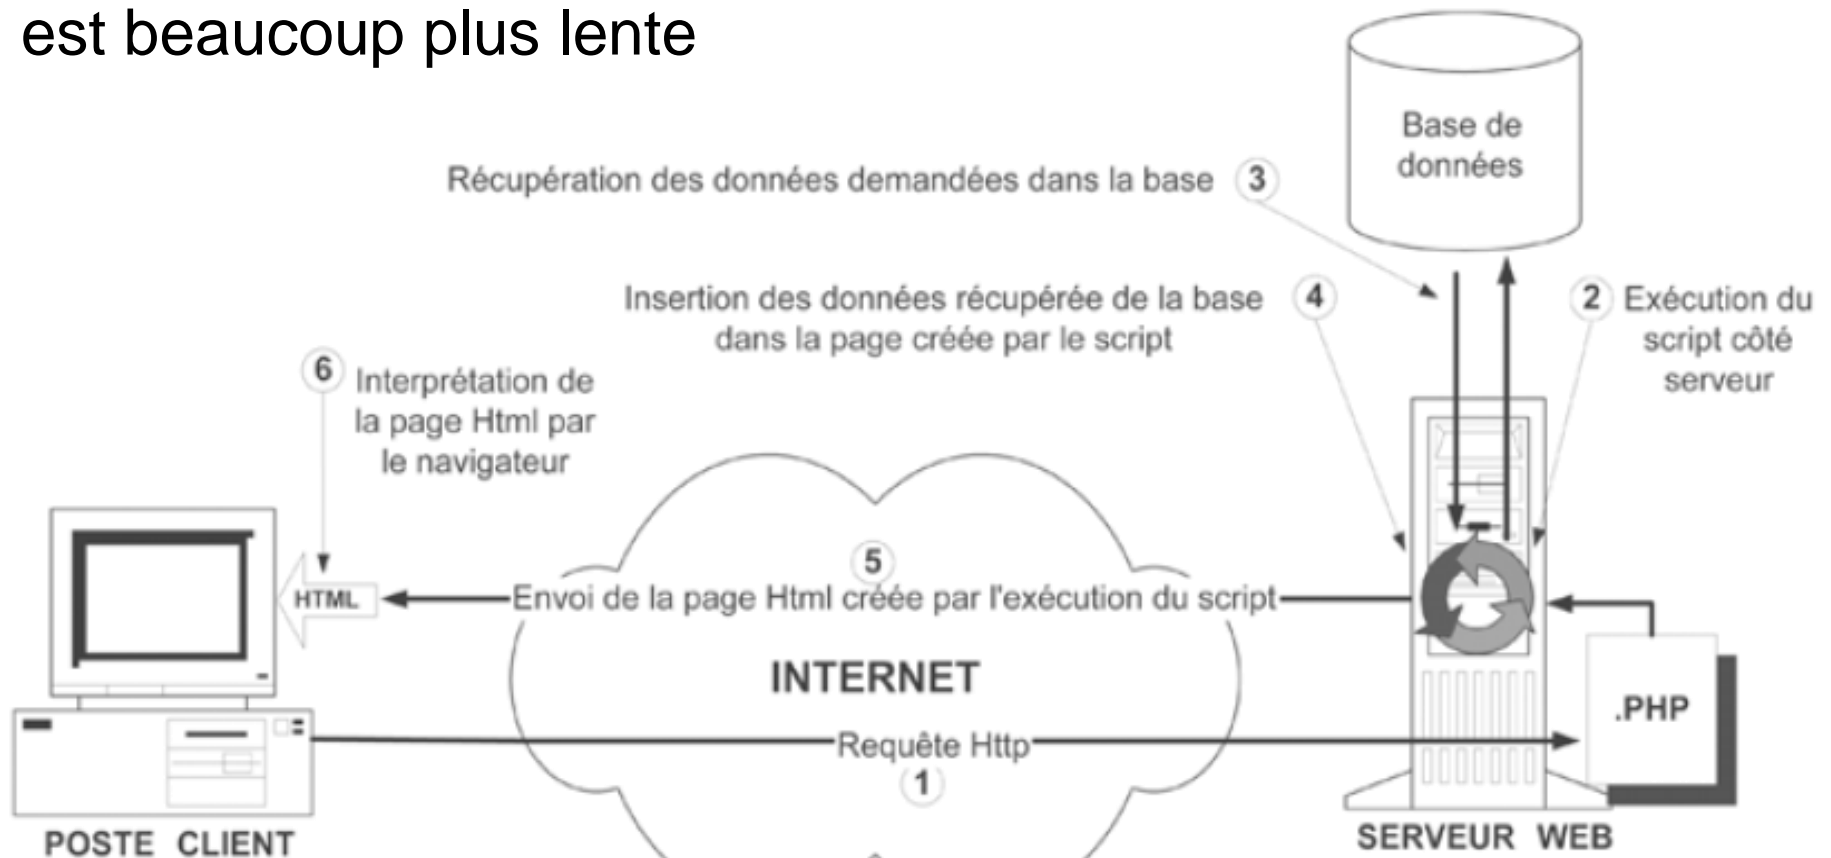 est beaucoup plus lente
Base de
données
Récupération des données demandées dans la base 3
Insertion des données récupérée de la base 4
dans la page créée par le script
2 Exécution du
script côté
serveur
6 Interprétation de
la page Html par
le navigateur
5
HTML
Envoi de la page Html créée par l'exécution du script
INTERNET
.PHP
Requête Http
1
POSTE CLIENT
SERVEUR WEB